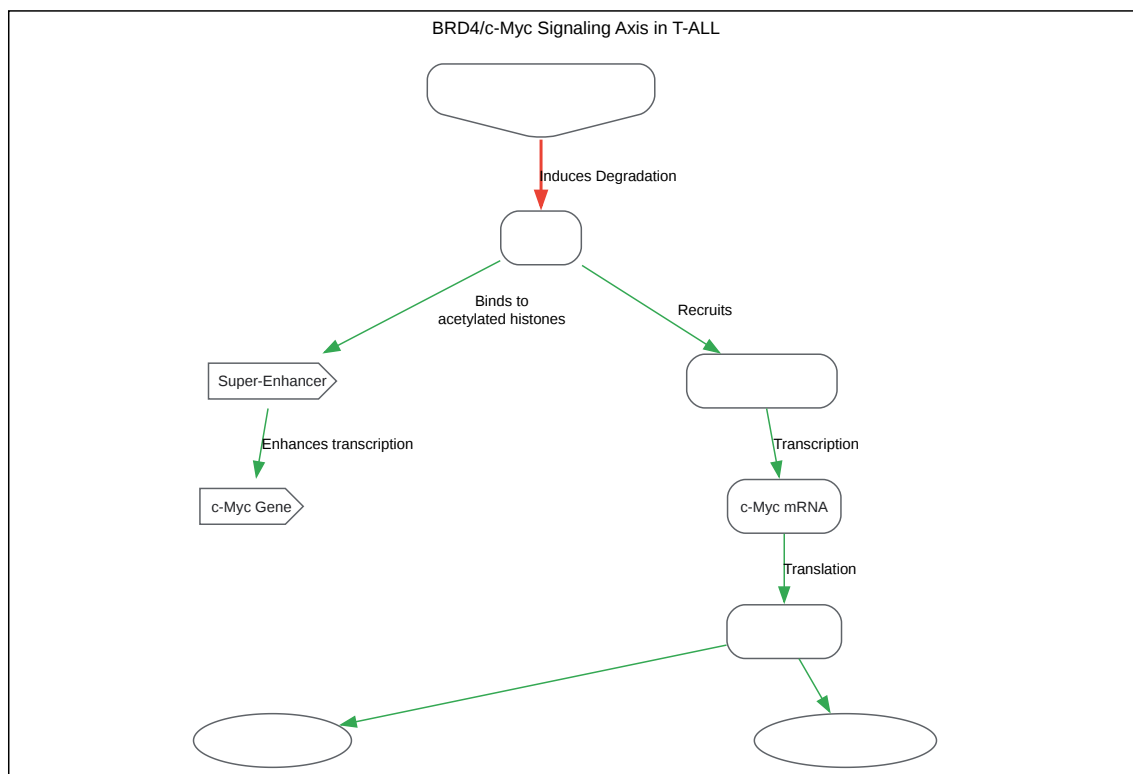 BRD4/c-Myc Signaling Axis in T-ALL
Induces Degradation
Binds to
acetylated histones
Recruits
Super-Enhancer
Enhances transcription
Transcription
c-Myc Gene
c-Myc mRNA
Translation